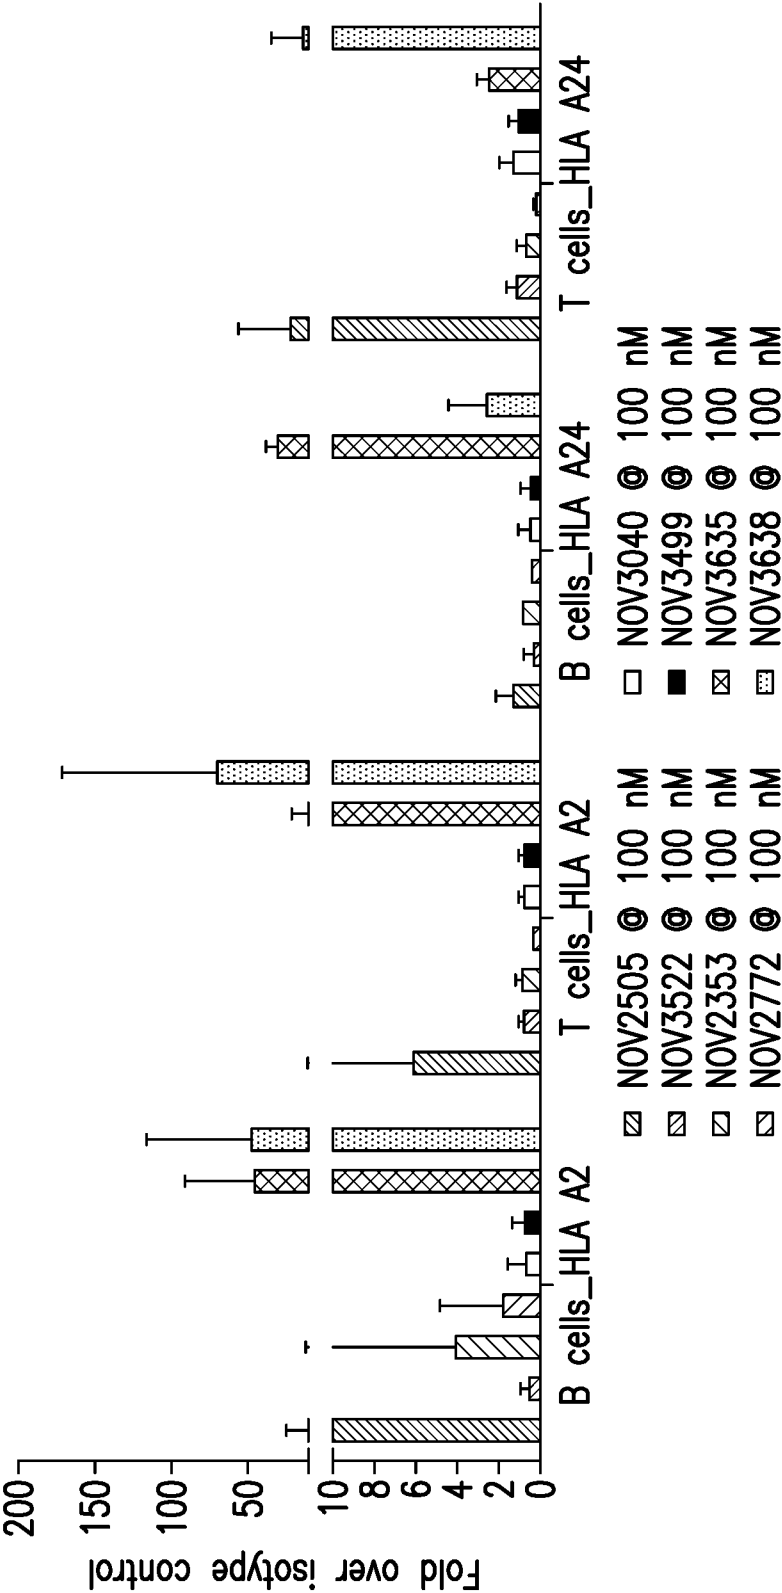 Fold over isotype control
200
150
100
50
10
8
6
4
2
0
B cells_HLA A2
T cells_HLA A2
B cells_HLA A24
T cells_HLA A24
NOV2505 @ 100 nM
NOV3522 @ 100 nM
NOV2353 @ 100 nM
NOV2772 @ 100 nM
NOV3040 @ 100 nM
NOV3499 @ 100 nM
NOV3635 @ 100 nM
NOV3638 @ 100 nM